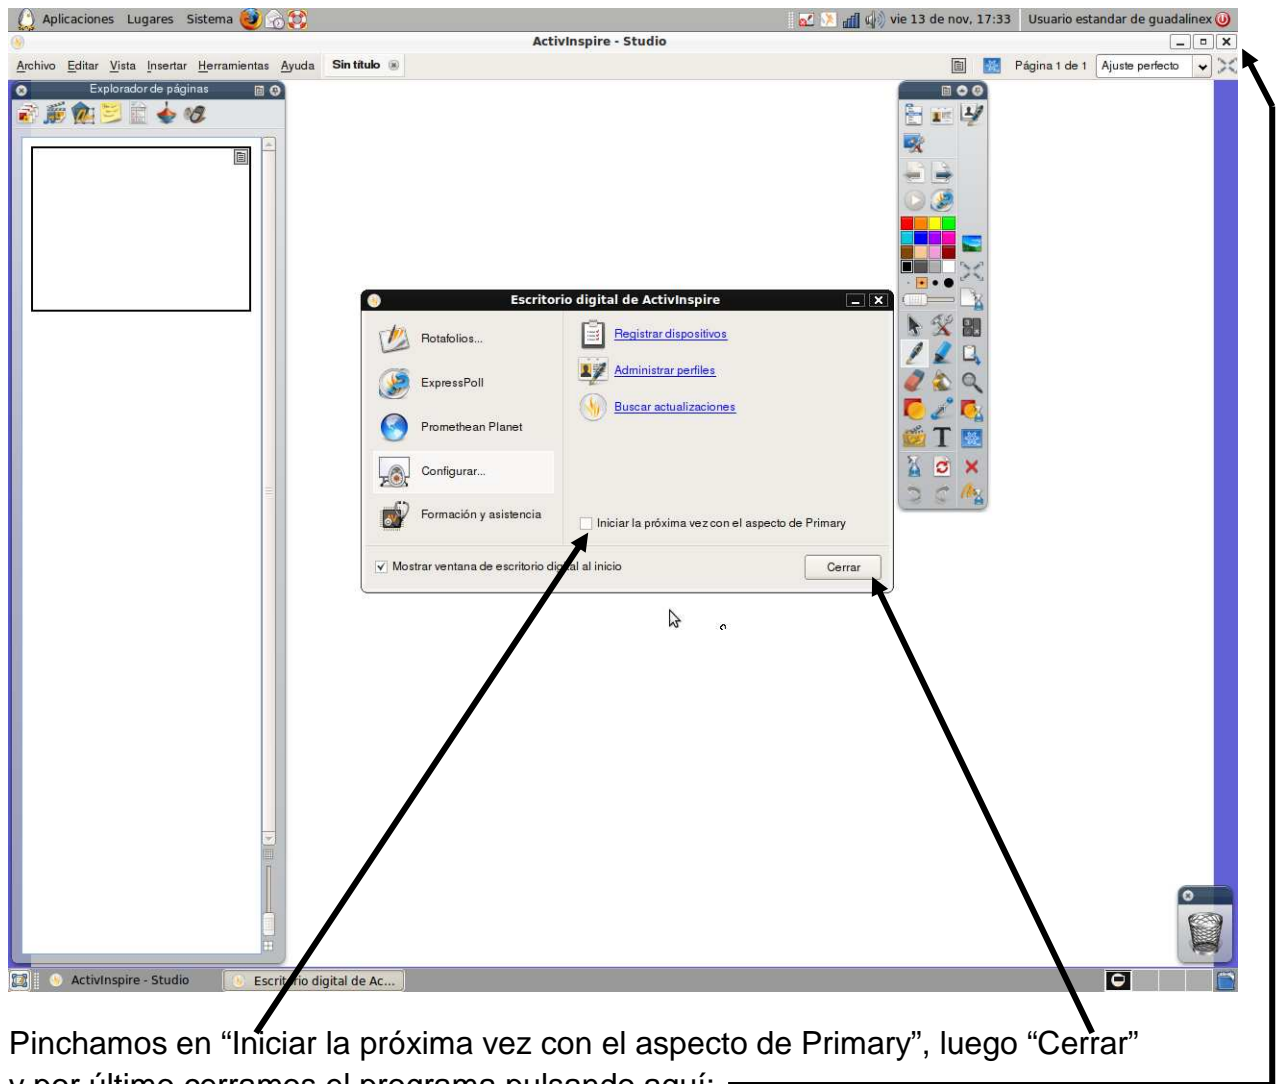 Aplicaciones Lugares Sistema vie 13 de nov, 17:33 Usuario estandar de guadalinex
ActivInspire - Studio
Archivo Editar Vista Insertar Herramientas Ayuda Sin título Página 1 de 1 Ajuste perfecto
Explorador de páginas
Escritorio digital de ActivInspire
Rotafolios...
ExpressPoll
Promethean Planet
Configurar...
Formación y asistencia
Registrar dispositivos
Administrar perfiles
Buscar actualizaciones
Iniciar la próxima vez con el aspecto de Primary
Mostrar ventana de escritorio digital al inicio
Cerrar
T
ActivInspire - Studio Escritorio digital de Ac...
Pinchamos en “Iniciar la próxima vez con el aspecto de Primary”, luego “Cerrar”
y por último cerramos el programa pulsando aquí: